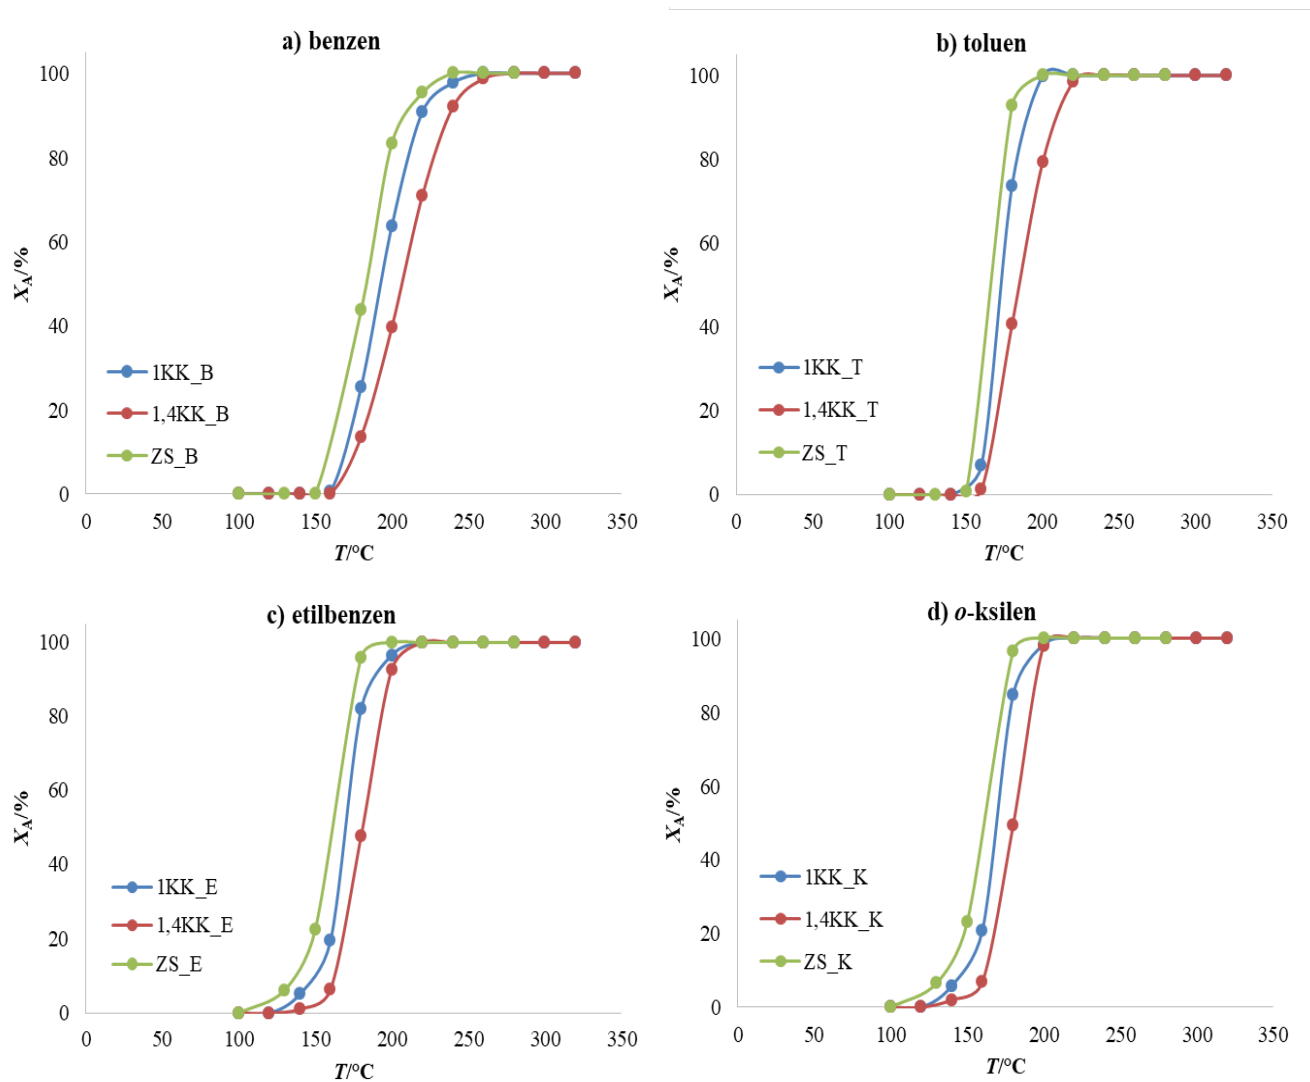 a) benzen
100
80
60
40
20
0
X_A/%
1KK_B
1,4KK_B
ZS_B
0 50 100 150 200 250 300 350
T/°C
b) toluen
100
80
60
40
20
0
X_A/%
1KK_T
1,4KK_T
ZS_T
0 50 100 150 200 250 300 350
T/°C
c) etilbenzen
100
80
60
40
20
0
X_A/%
1KK_E
1,4KK_E
ZS_E
0 50 100 150 200 250 300 350
T/°C
d) o-ksilen
100
80
60
40
20
0
X_A/%
1KK_K
1,4KK_K
ZS_K
0 50 100 150 200 250 300 350
T/°C